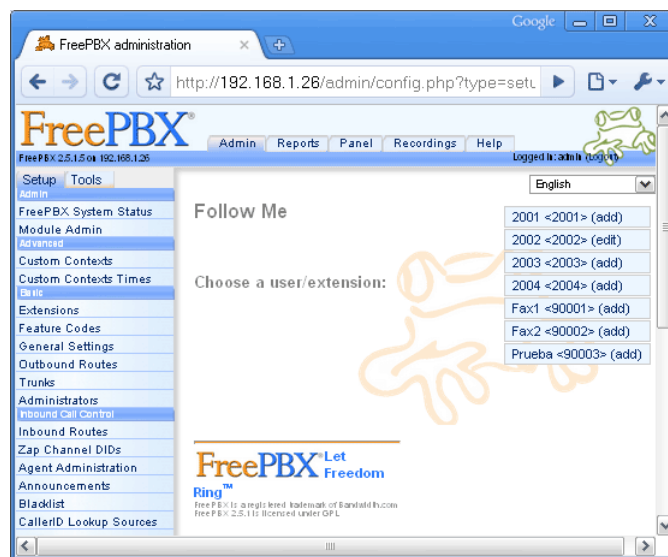 Google
FreePBX administration
http://192.168.1.26/admin/config.php?type=setu
FreePBX®
Admin Reports Panel Recordings Help
FreePBX 2.5.1.5 on 192.168.1.26
Logged in: admin (Logout)
Setup Tools
English
Admin
FreePBX System Status
Module Admin
Advanced
Custom Contexts
Custom Contexts Times
Basic
Extensions
Feature Codes
General Settings
Outbound Routes
Trunks
Administrators
Inbound Call Control
Inbound Routes
Zap Channel DIDs
Agent Administration
Announcements
Blacklist
CallerID Lookup Sources
Follow Me
Choose a user/extension:
2001 <2001> (add)
2002 <2002> (edit)
2003 <2003> (add)
2004 <2004> (add)
Fax1 <90001> (add)
Fax2 <90002> (add)
Prueba <90003> (add)
FreePBX® Let
Freedom
Ring™
FreePBX is a registered trademark of Bandwidth.com
FreePBX 2.5.1 is licensed under GPL